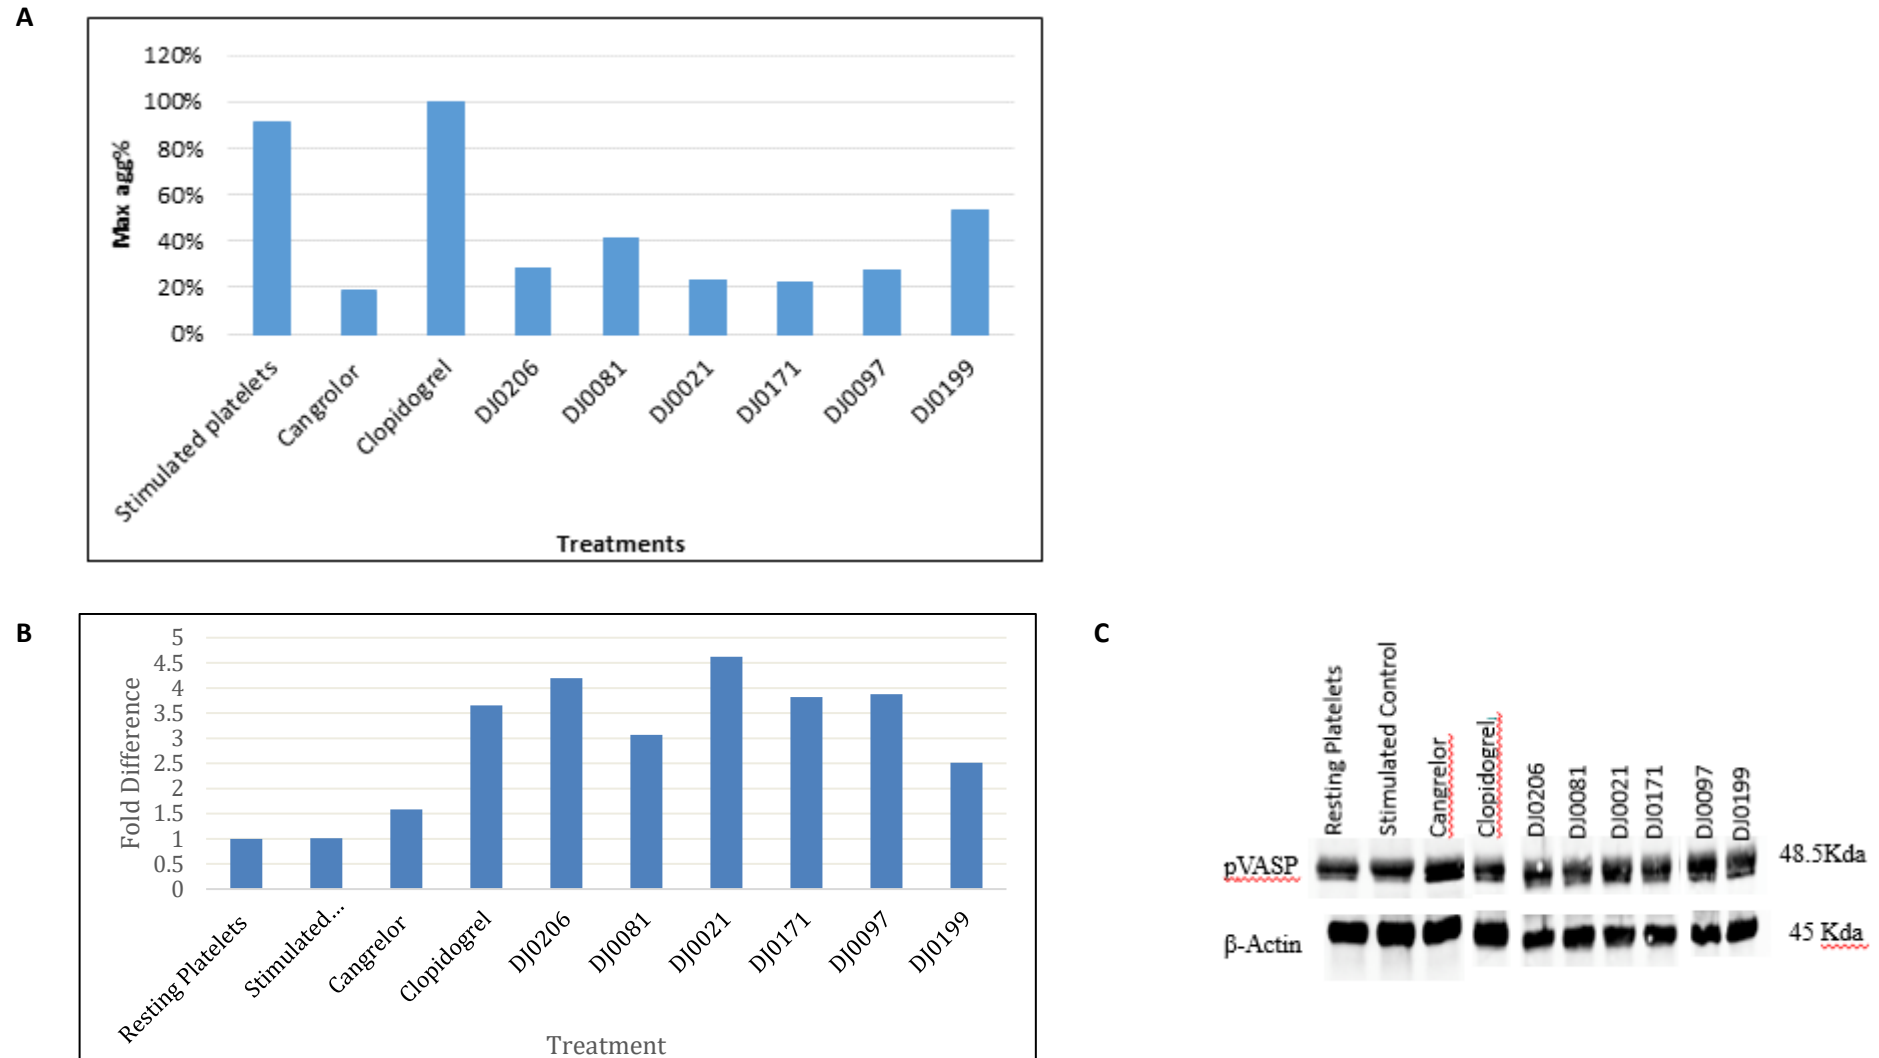 A
120%
100%
80%
60%
40%
20%
0%
Max agg%
Stimulated platelets
Cangrolor
Clopidogrel
DJ0206
DJ0081
DJ0021
DJ0171
DJ0097
DJ0199
Treatments
B
5
4.5
4
3.5
3
2.5
2
1.5
1
0.5
0
Fold Difference
Resting Platelets
Stimulated...
Cangrelor
Clopidogrel
DJ0206
DJ0081
DJ0021
DJ0171
DJ0097
DJ0199
Treatment
C
Resting Platelets
Stimulated Control
Cangrelor
Clopidogrel
DJ0206
DJ0081
DJ0021
DJ0171
DJ0097
DJ0199
pVASP
48.5Kda
β-Actin
45 Kda